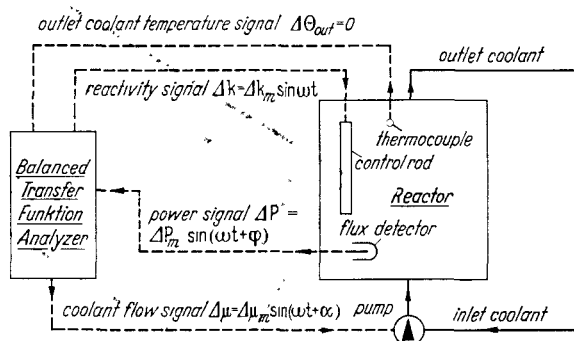 outlet coolant temperature signal ΔΘout=0
outlet coolant
reactivity signal Δk=Δkm sinωt
thermocouple
control rod
Balanced
Transfer
Funktion
Analyzer
Reactor
power signal ΔP =
ΔPm sin(ωt+φ)
flux detector
coolant flow signal Δμ=Δμm sin(ωt+α)
pump
inlet coolant